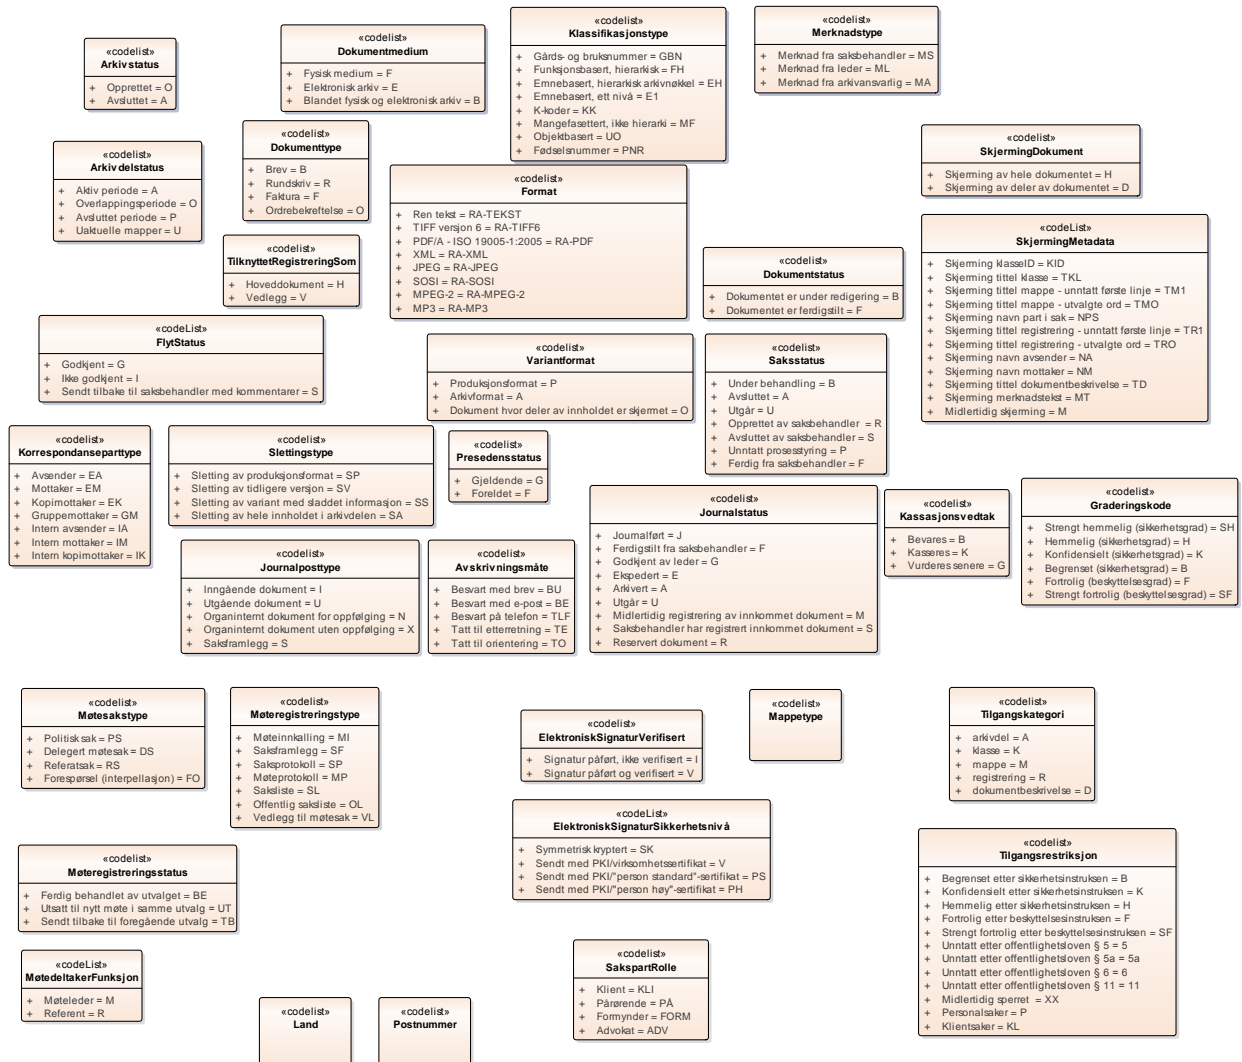 «codelist»
Arkivstatus
+ Opprettet = O
+ Avsluttet = A
«codelist»
Dokumentmedium
+ Fysisk medium = F
+ Elektronisk arkiv = E
+ Blandet fysisk og elektronisk arkiv = B
«codelist»
Klassifikasjonstype
+ Gårds- og bruksnummer = GBN
+ Funksjonsbasert, hierarkisk = FH
+ Emnebasert, hierarkisk arkivnøkkel = EH
+ Emnebasert, ett nivå = E1
+ K-koder = KK
+ Mangefasettert, ikke hierarki = MF
+ Objektbasert = UO
+ Fødselsnummer = PNR
«codelist»
Merknadstype
+ Merknad fra saksbehandler = MS
+ Merknad fra leder = ML
+ Merknad fra arkivansvarlig = MA
«codelist»
Arkivdelstatus
+ Aktiv periode = A
+ Overlappingsperiode = O
+ Avsluttet periode = P
+ Uaktuelle mapper = U
«codelist»
Dokumenttype
+ Brev = B
+ Rundskriv = R
+ Faktura = F
+ Ordrebekreftelse = O
«codelist»
Format
+ Ren tekst = RA-TEKST
+ TIFF versjon 6 = RA-TIFF6
+ PDF/A - ISO 19005-1:2005 = RA-PDF
+ XML = RA-XML
+ JPEG = RA-JPEG
+ SOSI = RA-SOSI
+ MPEG-2 = RA-MPEG-2
+ MP3 = RA-MP3
«codelist»
SkjermingDokument
+ Skjerming av hele dokumentet = H
+ Skjerming av deler av dokumentet = D
«codelist»
TilknyttetRegistreringSom
+ Hoveddokument = H
+ Vedlegg = V
«codelist»
Dokumentstatus
+ Dokumentet er under redigering = B
+ Dokumentet er ferdigstilt = F
«codeList»
SkjermingMetadata
+ Skjerming klasseID = KID
+ Skjerming tittel klasse = TKL
+ Skjerming tittel mappe - unntatt første linje = TM1
+ Skjerming tittel mappe - utvalgte ord = TMO
+ Skjerming navn part i sak = NPS
+ Skjerming tittel registrering - unntatt første linje = TR1
+ Skjerming tittel registrering - utvalgte ord = TRO
+ Skjerming navn avsender = NA
+ Skjerming navn mottaker = NM
+ Skjerming tittel dokumentbeskrivelse = TD
+ Skjerming merknadstekst = MT
+ Midlertidig skjerming = M
«codeList»
FlytStatus
+ Godkjent = G
+ Ikke godkjent = I
+ Sendt tilbake til saksbehandler med kommentarer = S
«codelist»
Variantformat
+ Produksjonsformat = P
+ Arkivformat = A
+ Dokument hvor deler av innholdet er skjermet = O
«codelist»
Saksstatus
+ Under behandling = B
+ Avsluttet = A
+ Utgår = U
+ Opprettet av saksbehandler = R
+ Avsluttet av saksbehandler = S
+ Unntatt prosesstyring = P
+ Ferdig fra saksbehandler = F
«codelist»
Korrespondanseparttype
+ Avsender = EA
+ Mottaker = EM
+ Kopimottaker = EK
+ Gruppemottaker = GM
+ Intern avsender = IA
+ Intern mottaker = IM
+ Intern kopimottaker = IK
«codelist»
Slettingstype
+ Sletting av produksjonsformat = SP
+ Sletting av tidligere versjon = SV
+ Sletting av variant med sladdet informasjon = SS
+ Sletting av hele innholdet i arkivdelen = SA
«codelist»
Presedensstatus
+ Gjeldende = G
+ Foreldet = F
«codelist»
Journalstatus
+ Journalført = J
+ Ferdigstilt fra saksbehandler = F
+ Godkjent av leder = G
+ Ekspedert = E
+ Arkivert = A
+ Utgår = U
+ Midlertidig registrering av innkommet dokument = M
+ Saksbehandler har registrert innkommet dokument = S
+ Reservert dokument = R
«codelist»
Kassasjonsvedtak
+ Bevares = B
+ Kasseres = K
+ Vurderes senere = G
«codelist»
Graderingskode
+ Strengt hemmelig (sikkerhetsgrad) = SH
+ Hemmelig (sikkerhetsgrad) = H
+ Konfidensielt (sikkerhetsgrad) = K
+ Begrenset (sikkerhetsgrad) = B
+ Fortrolig (beskyttelsesgrad) = F
+ Strengt fortrolig (beskyttelsesgrad) = SF
«codelist»
Journalposttype
+ Inngående dokument = I
+ Utgående dokument = U
+ Organinternt dokument for oppfølging = N
+ Organinternt dokument uten oppfølging = X
+ Saksframlegg = S
«codelist»
Avskrivningsmåte
+ Besvart med brev = BU
+ Besvart med e-post = BE
+ Besvart på telefon = TLF
+ Tatt til etterretning = TE
+ Tatt til orientering = TO
«codelist»
Møtesakstype
+ Politisk sak = PS
+ Delegert møtesak = DS
+ Referatsak = RS
+ Forespørsel (interpellasjon) = FO
«codelist»
Møteregistreringstype
+ Møteinnkalling = MI
+ Saksframlegg = SF
+ Saksprotokoll = SP
+ Møteprotokoll = MP
+ Saksliste = SL
+ Offentlig saksliste = OL
+ Vedlegg til møtesak = VL
«codelist»
ElektroniskSignaturVerifisert
+ Signatur påført, ikke verifisert = I
+ Signatur påført og verifisert = V
«codelist»
Mappetype
«codelist»
Tilgangskategori
+ arkivdel = A
+ klasse = K
+ mappe = M
+ registrering = R
+ dokumentbeskrivelse = D
«codeList»
ElektroniskSignaturSikkerhetsnivå
+ Symmetrisk kryptert = SK
+ Sendt med PKI/virksomhetssertifikat = V
+ Sendt med PKI/"person standard"-sertifikat = PS
+ Sendt med PKI/"person høy"-sertifikat = PH
«codelist»
Tilgangsrestriksjon
+ Begrenset etter sikkerhetsinstruksen = B
+ Konfidensielt etter sikkerhetsinstruksen = K
+ Hemmelig etter sikkerhetsinstruksen = H
+ Fortrolig etter beskyttelsesinstruksen = F
+ Strengt fortrolig etter beskyttelsesinstruksen = SF
+ Unntatt etter offentlighetsloven § 5 = 5
+ Unntatt etter offentlighetsloven § 5a = 5a
+ Unntatt etter offentlighetsloven § 6 = 6
+ Unntatt etter offentlighetsloven § 11 = 11
+ Midlertidig sperret = XX
+ Personalsaker = P
+ Klientsaker = KL
«codelist»
Møteregistreringsstatus
+ Ferdig behandlet av utvalget = BE
+ Utsatt til nytt møte i samme utvalg = UT
+ Sendt tilbake til foregående utvalg = TB
«codeList»
MøtedeltakerFunksjon
+ Møteleder = M
+ Referent = R
«codelist»
SakspartRolle
+ Klient = KLI
+ Pårørende = PÅ
+ Formynder = FORM
+ Advokat = ADV
«codelist»
Land
«codelist»
Postnummer